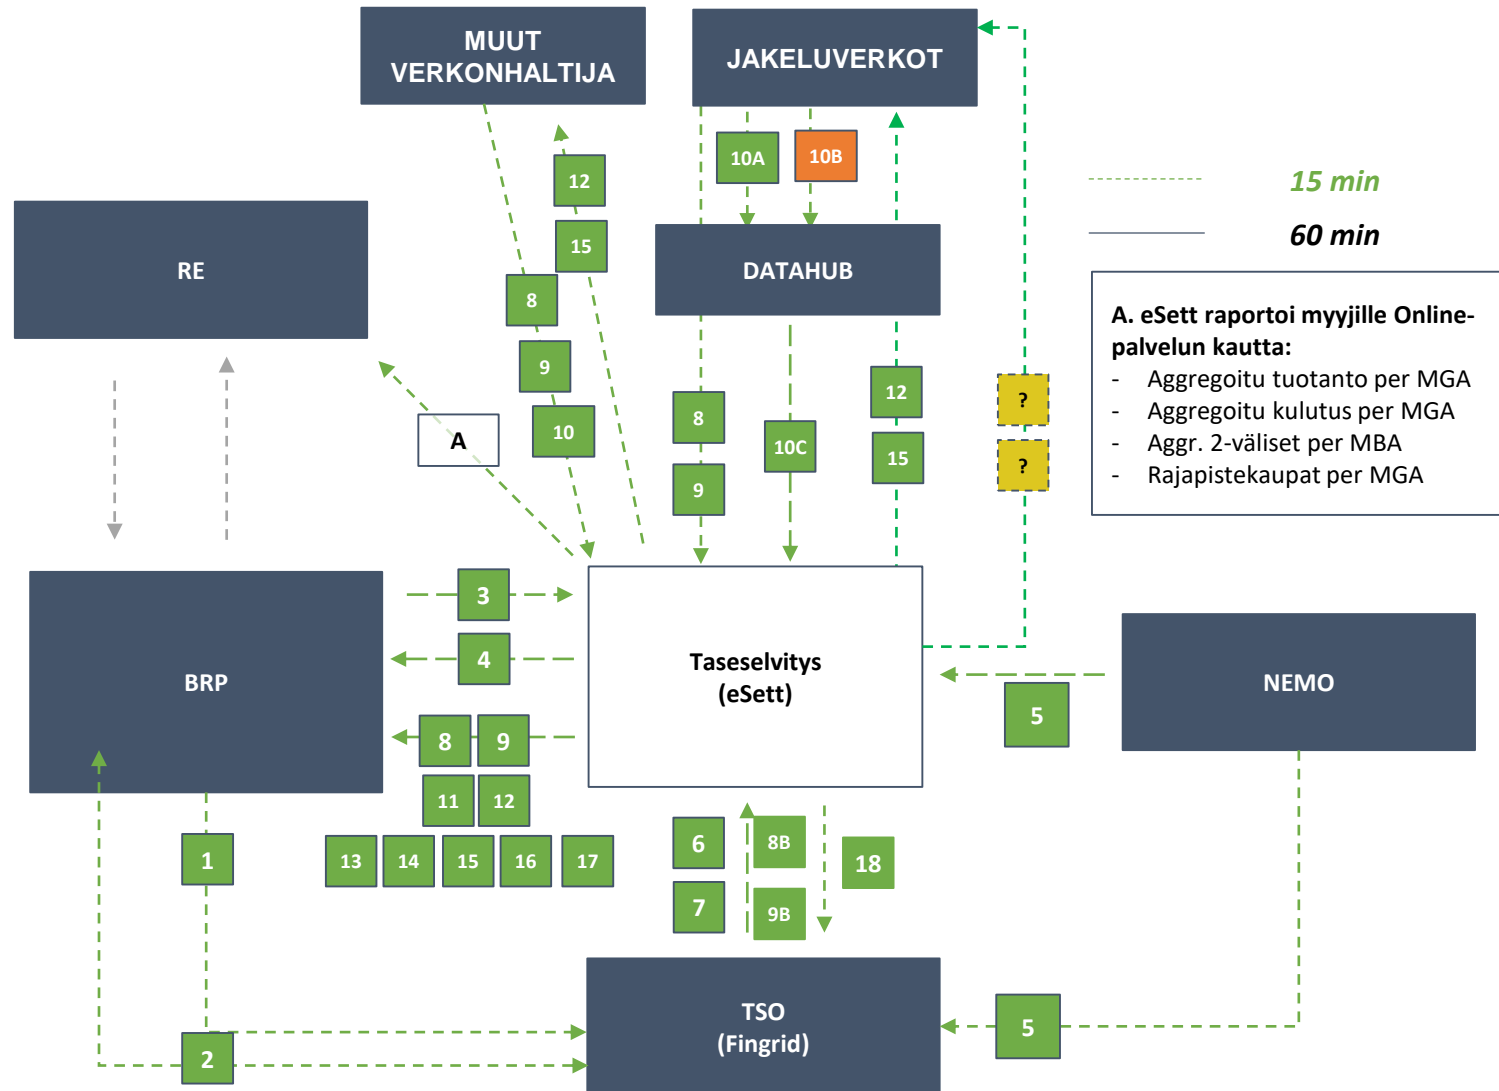 MUUT
VERKONHALTIJA
JAKELUVERKOT
10A
10B
12
15 min
60 min
15
RE
DATAHUB
8
9
10
A
A. eSett raportoi myyjille Online-
palvelun kautta:
- Aggregoitu tuotanto per MGA
- Aggregoitu kulutus per MGA
- Aggr. 2-väliset per MBA
- Rajapistekaupat per MGA
8
9
10C
12
15
?
?
3
4
BRP
Taseselvitys
(eSett)
NEMO
5
8
9
11
12
13
14
15
16
17
1
6
7
8B
9B
18
2
TSO
(Fingrid)
5